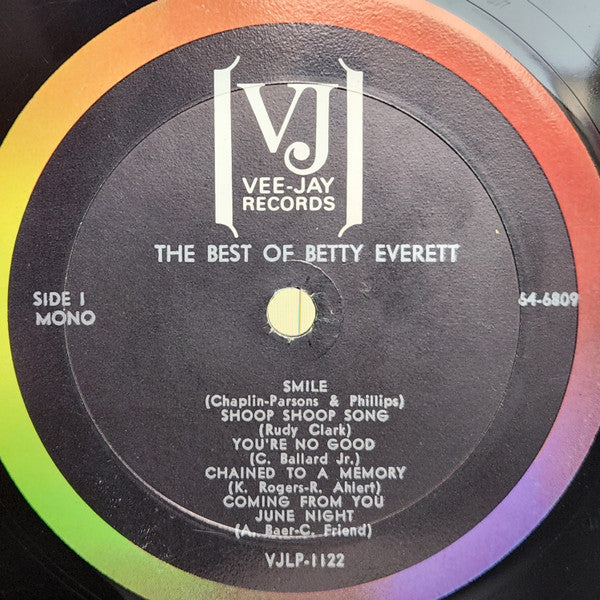 VJ
VEE-JAY
RECORDS
THE BEST OF BETTY EVERETT
SIDE 1
MONO
64-6809
SMILE
(Chaplin-Parsons & Phillips)
SHOOP SHOOP SONG
(Rudy Clark)
YOU'RE NO GOOD
(C. Ballard Jr.)
CHAINED TO A MEMORY
(K. Rogers-R. Ahlert)
COMING FROM YOU
JUNE NIGHT
(A. Baer-C. Friend)
VJLP-1122